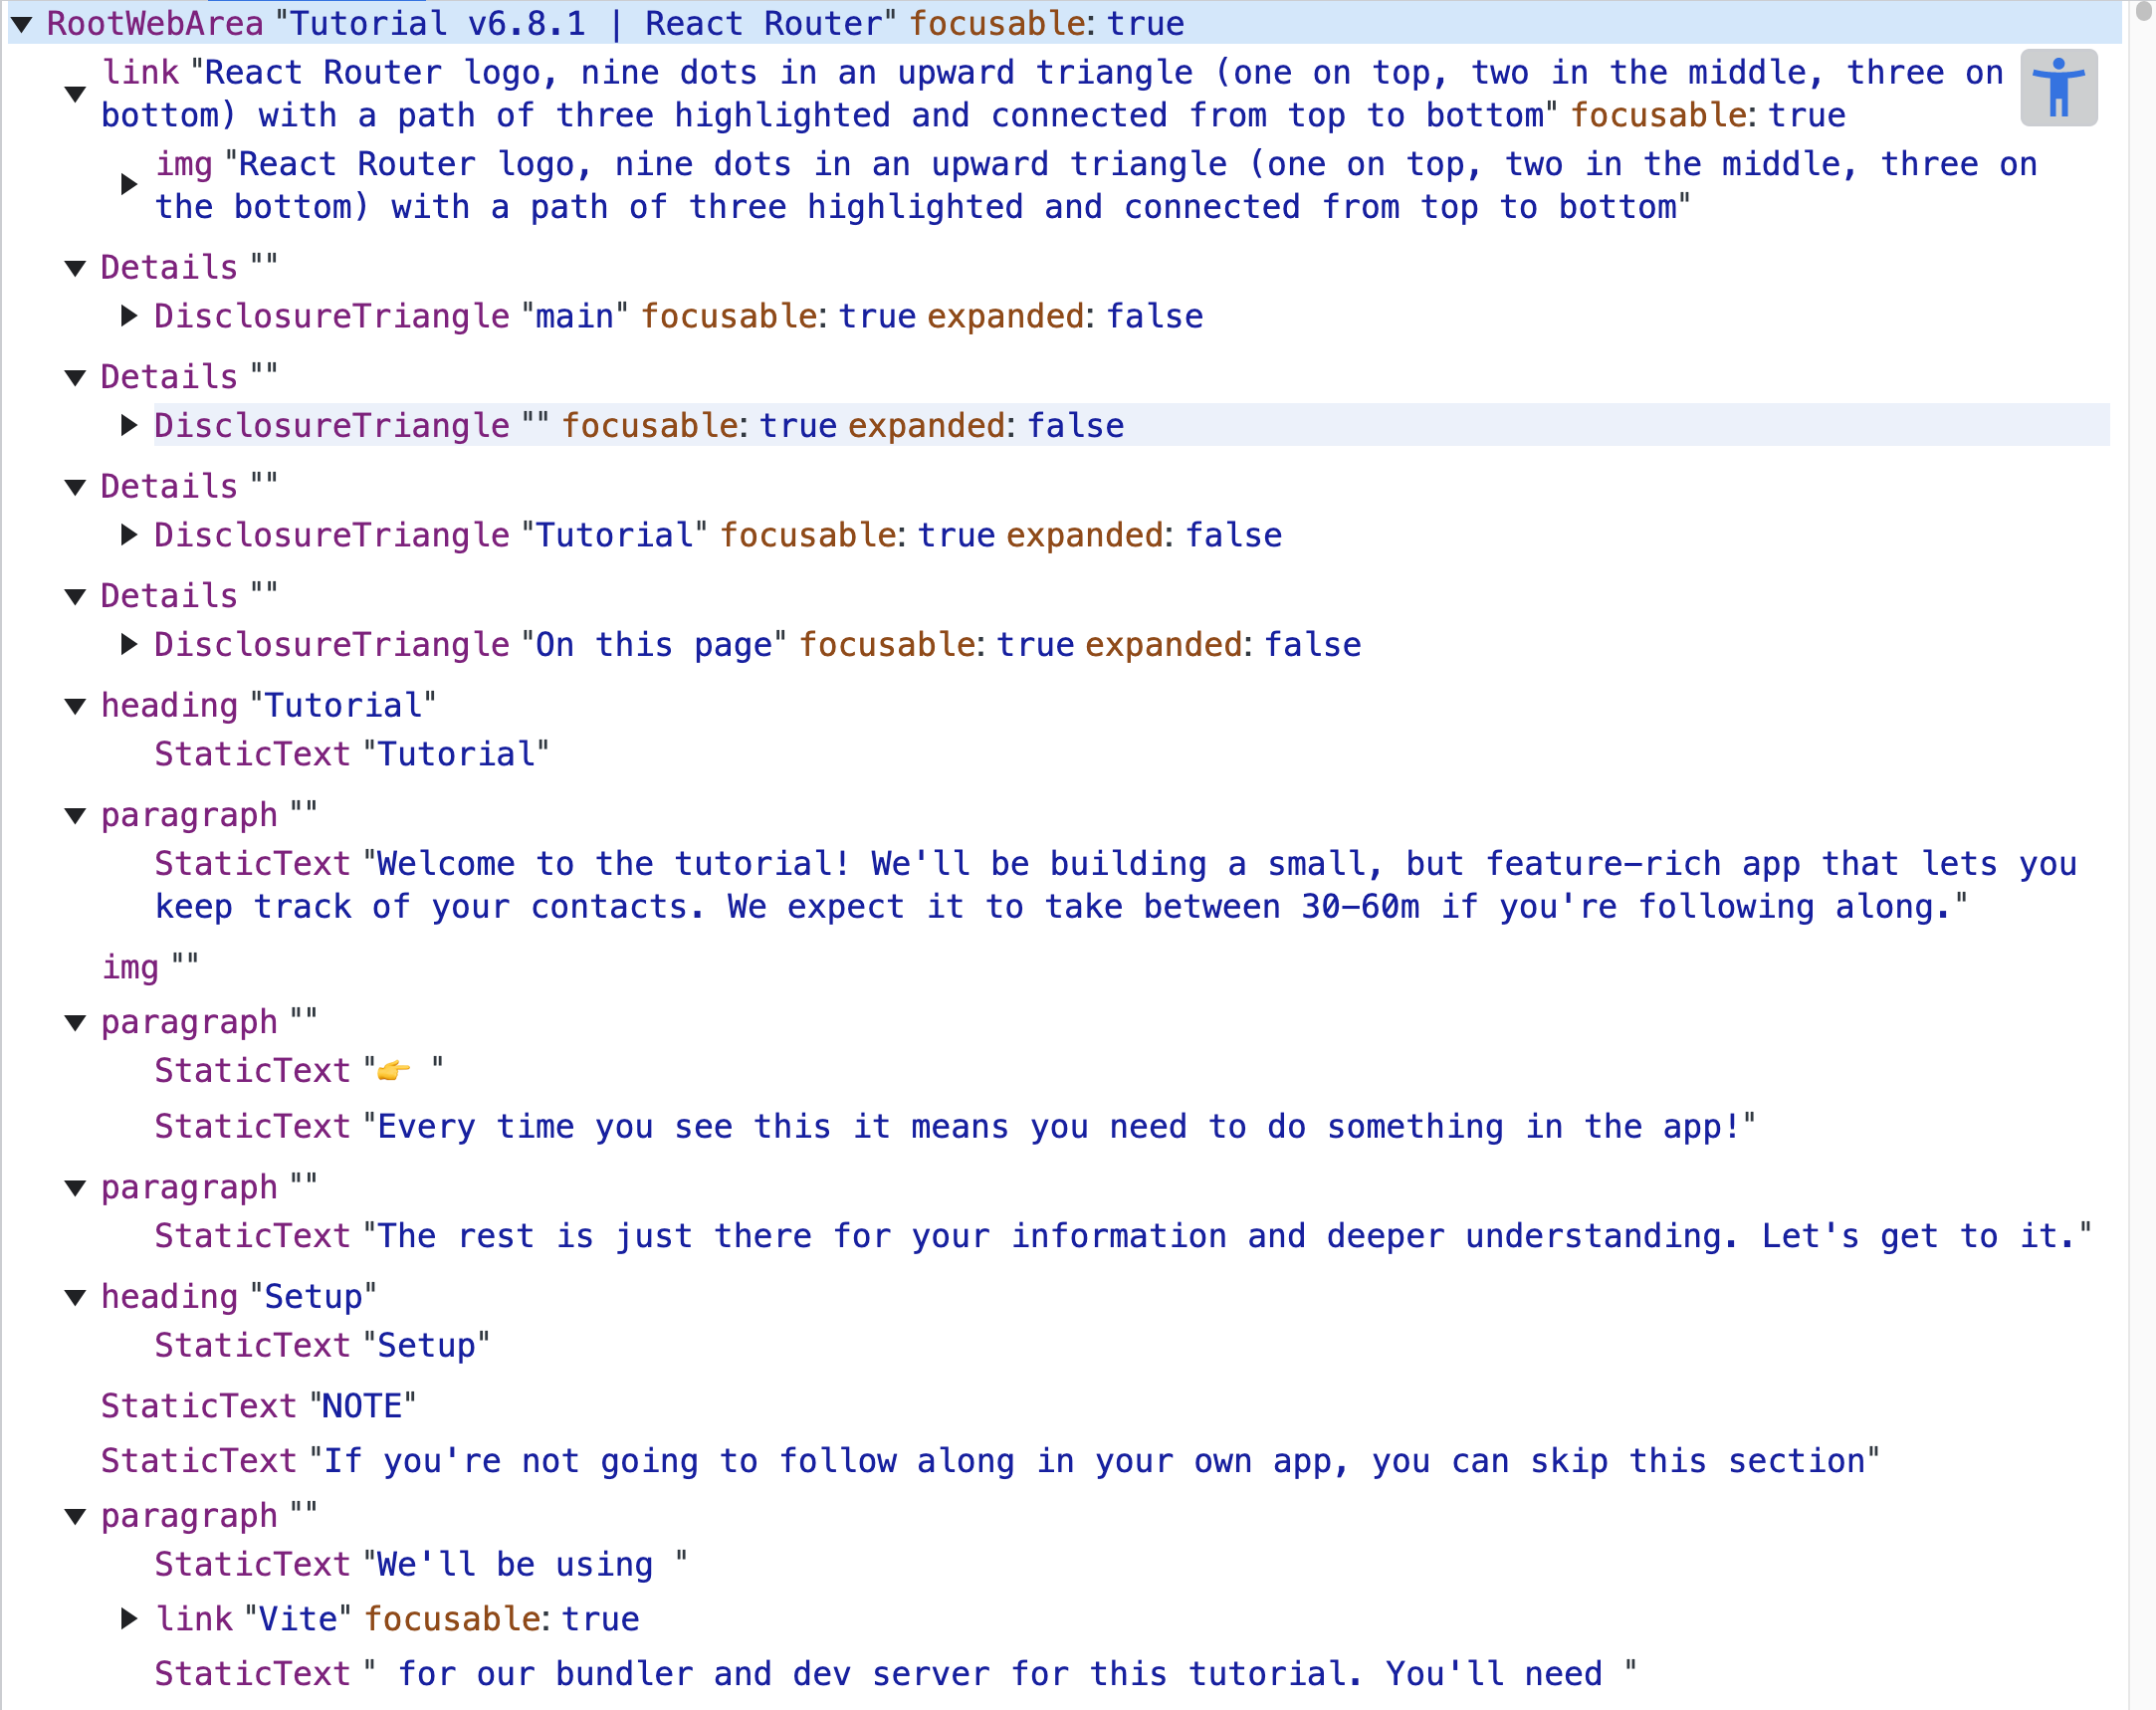 RootWebArea "Tutorial v6.8.1 | React Router" focusable: true
link "React Router logo, nine dots in an upward triangle (one on top, two in the middle, three on
bottom) with a path of three highlighted and connected from top to bottom" focusable: true
img "React Router logo, nine dots in an upward triangle (one on top, two in the middle, three on
the bottom) with a path of three highlighted and connected from top to bottom"
Details ""
DisclosureTriangle "main" focusable: true expanded: false
Details ""
DisclosureTriangle "" focusable: true expanded: false
Details ""
DisclosureTriangle "Tutorial" focusable: true expanded: false
Details ""
DisclosureTriangle "On this page" focusable: true expanded: false
heading "Tutorial"
StaticText "Tutorial"
paragraph ""
StaticText "Welcome to the tutorial! We'll be building a small, but feature-rich app that lets you
keep track of your contacts. We expect it to take between 30-60m if you're following along."
img ""
paragraph ""
StaticText "👉 "
StaticText "Every time you see this it means you need to do something in the app!"
paragraph ""
StaticText "The rest is just there for your information and deeper understanding. Let's get to it."
heading "Setup"
StaticText "Setup"
StaticText "NOTE"
StaticText "If you're not going to follow along in your own app, you can skip this section"
paragraph ""
StaticText "We'll be using "
link "Vite" focusable: true
StaticText " for our bundler and dev server for this tutorial. You'll need "